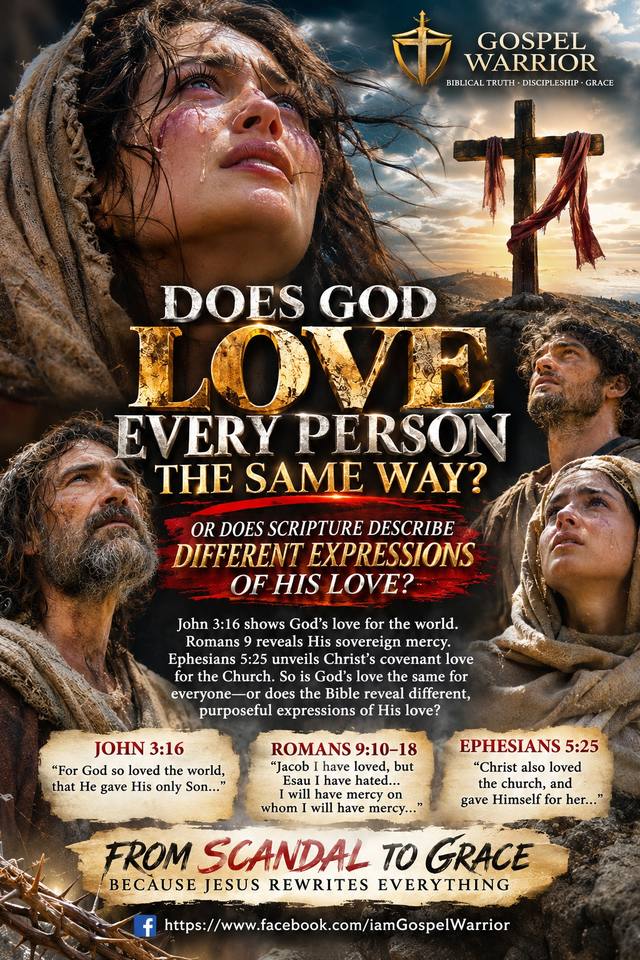 GOSPEL
WARRIOR
BIBLICAL TRUTH · DISCIPLESHIP · GRACE
DOES GOD
LOVE
EVERY PERSON
THE SAME WAY?
OR DOES SCRIPTURE DESCRIBE
DIFFERENT EXPRESSIONS
OF HIS LOVE?
John 3:16 shows God’s love for the world.
Romans 9 reveals His sovereign mercy.
Ephesians 5:25 unveils Christ’s covenant love
for the Church. So is God’s love the same for
everyone—or does the Bible reveal different,
purposeful expressions of His love?
JOHN 3:16
“For God so loved the world,
that He gave His only Son...”
ROMANS 9:10–18
“Jacob I have loved, but
Esau I have hated...
I will have mercy on
whom I will have mercy...”
EPHESIANS 5:25
“Christ also loved
the church, and
gave Himself for her...”
FROM SCANDAL TO GRACE
BECAUSE JESUS REWRITES EVERYTHING
f https://www.facebook.com/iamGospelWarrior